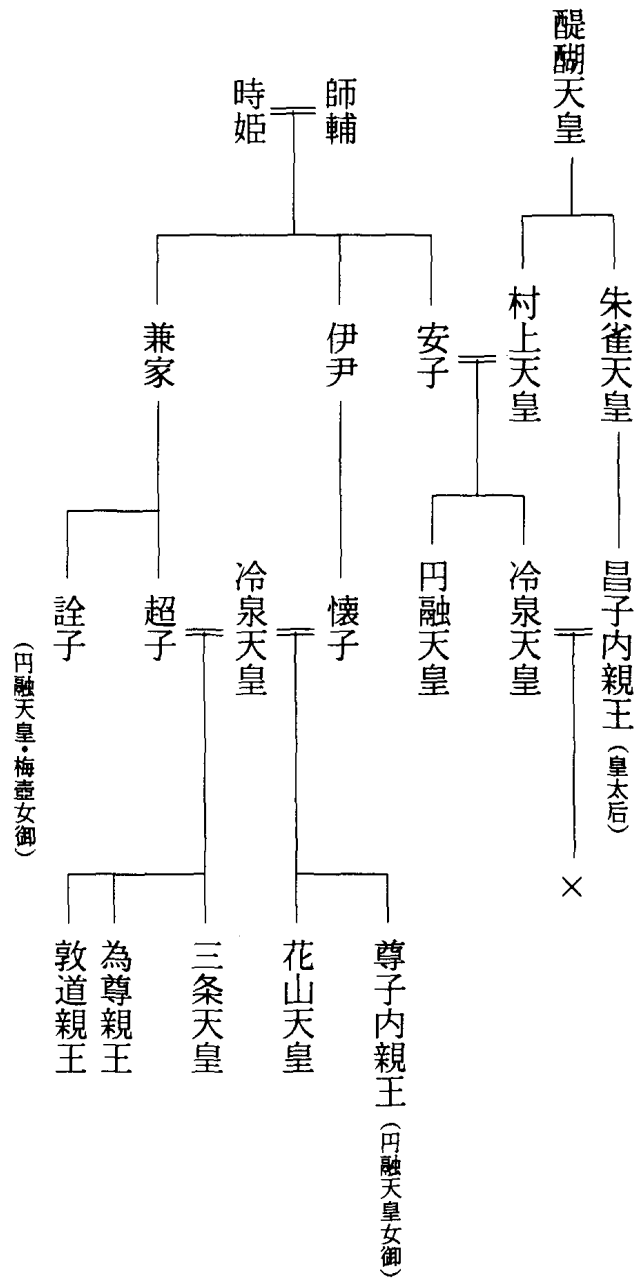 醍醐天皇
朱雀天皇
村上天皇
師輔
時姫
安子
伊尹
兼家
昌子内親王（皇太后）
冷泉天皇
円融天皇
懐子
冷泉天皇
超子
詮子
（円融天皇・梅壺女御）
×
尊子内親王（円融天皇女御）
花山天皇
三条天皇
為尊親王
敦道親王